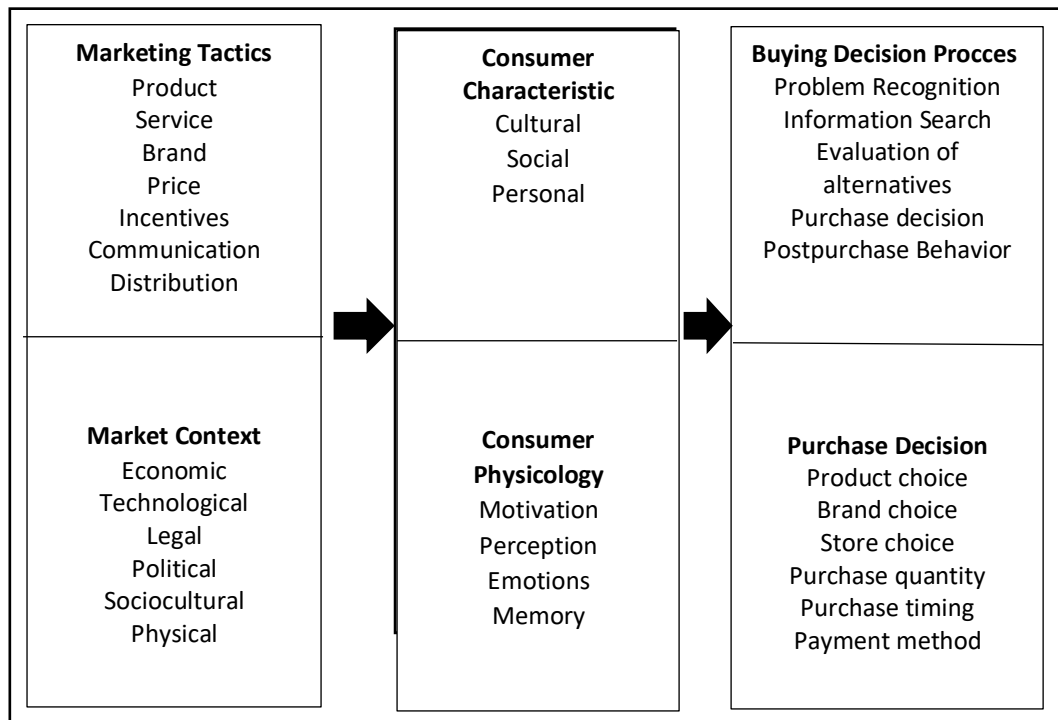 Marketing Tactics
Product
Service
Brand
Price
Incentives
Communication
Distribution
Market Context
Economic
Technological
Legal
Political
Sociocultural
Physical
Consumer
Characteristic
Cultural
Social
Personal
Consumer
Physicology
Motivation
Perception
Emotions
Memory
Buying Decision Procces
Problem Recognition
Information Search
Evaluation of
alternatives
Purchase decision
Postpurchase Behavior
Purchase Decision
Product choice
Brand choice
Store choice
Purchase quantity
Purchase timing
Payment method